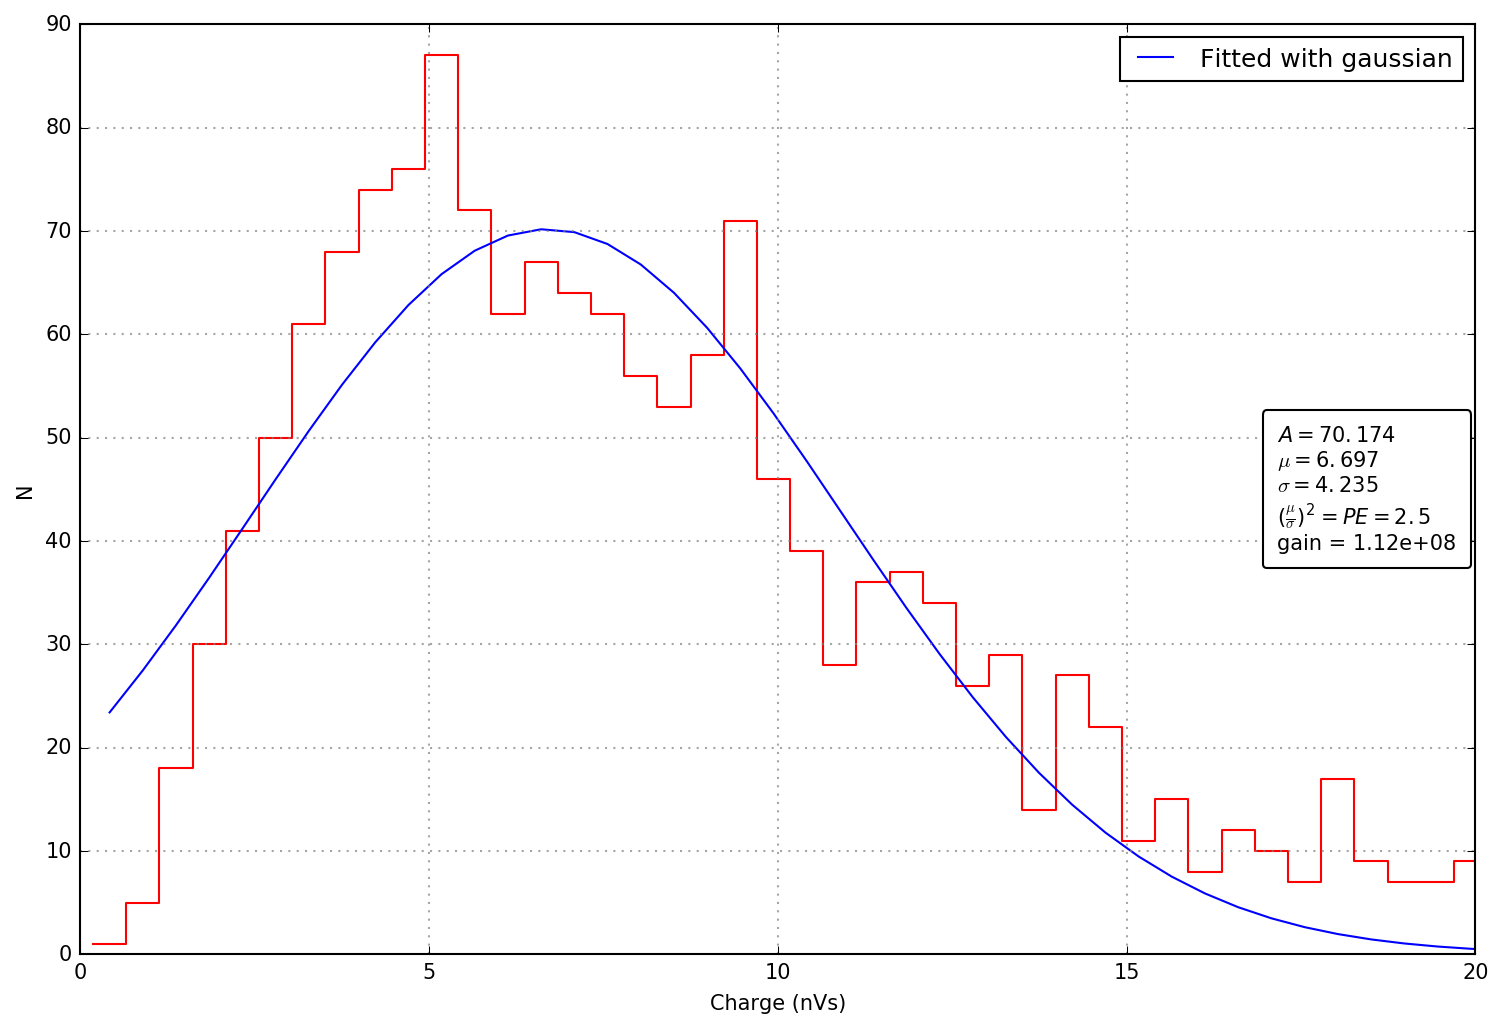 90
80
70
60
50
40
30
20
10
0
N
0 5 10 15 20
Charge (nVs)
Fitted with gaussian
A = 70.174
μ = 6.697
σ = 4.235
(μ/σ)² = PE = 2.5
gain = 1.12e+08